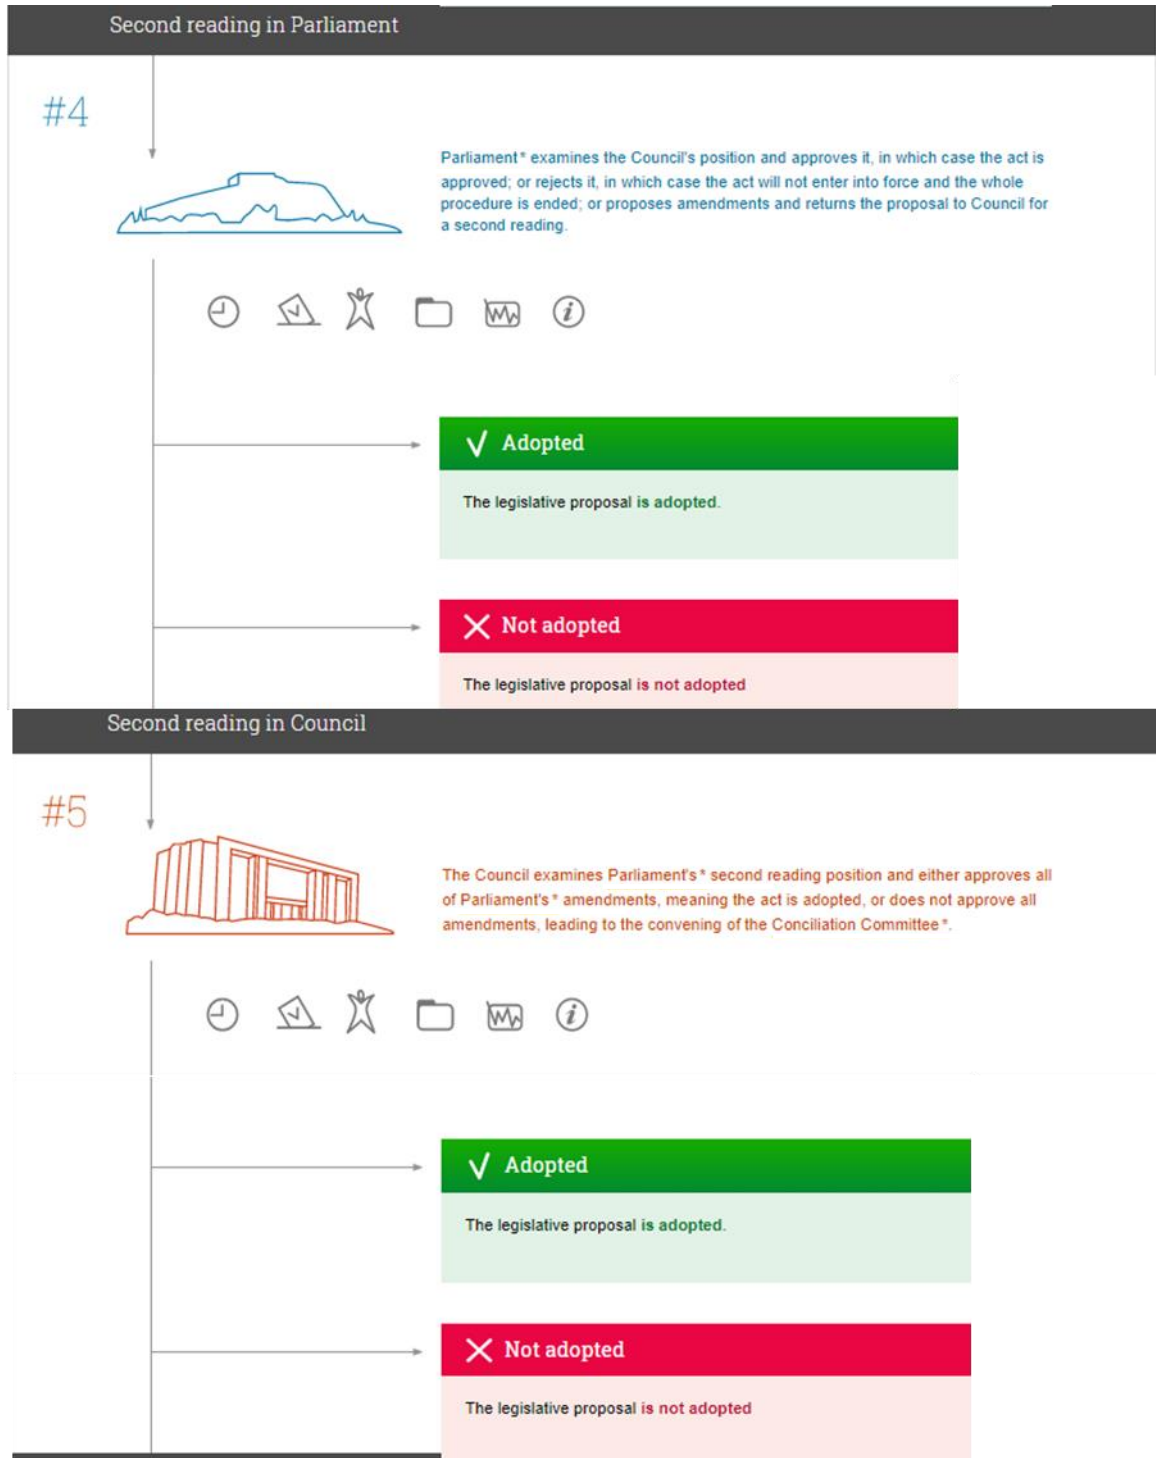 Second reading in Parliament
#4
Parliament* examines the Council's position and approves it, in which case the act is
approved; or rejects it, in which case the act will not enter into force and the whole
procedure is ended; or proposes amendments and returns the proposal to Council for
a second reading.
Adopted
The legislative proposal is adopted.
Not adopted
The legislative proposal is not adopted
Second reading in Council
#5
The Council examines Parliament's* second reading position and either approves all
of Parliament's* amendments, meaning the act is adopted, or does not approve all
amendments, leading to the convening of the Conciliation Committee*.
Adopted
The legislative proposal is adopted.
Not adopted
The legislative proposal is not adopted